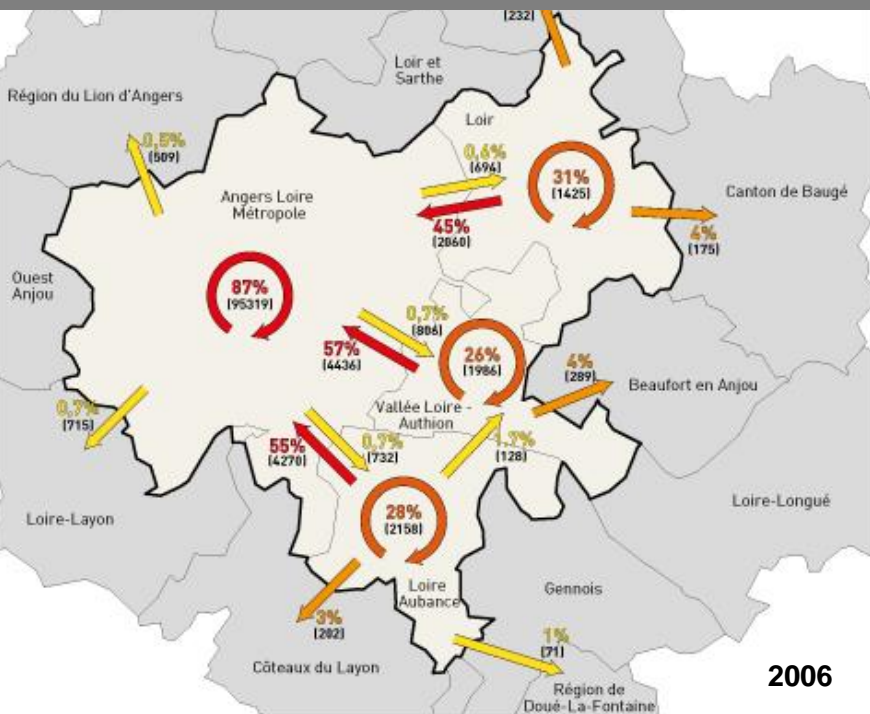 (232)
Loir et
Sarthe
Région du Lion d'Angers
Loir
0,5%
(509)
0,6%
(694)
31%
(1425)
Angers Loire
Métropole
Canton de Baugé
45%
(2860)
4%
(175)
Ouest
Anjou
87%
(95319)
0,7%
(806)
57%
(4436)
26%
(1986)
4%
(289)
Beaufort en Anjou
0,7%
(715)
Vallée Loire -
Authion
55%
(4270)
0,7%
(732)
1,7%
(128)
Loire-Longué
Loire-Layon
28%
(2158)
Loire
Aubance
Gennois
3%
(202)
1%
(71)
Côteaux du Layon
2006
Région de
Doué-La-Fontaine